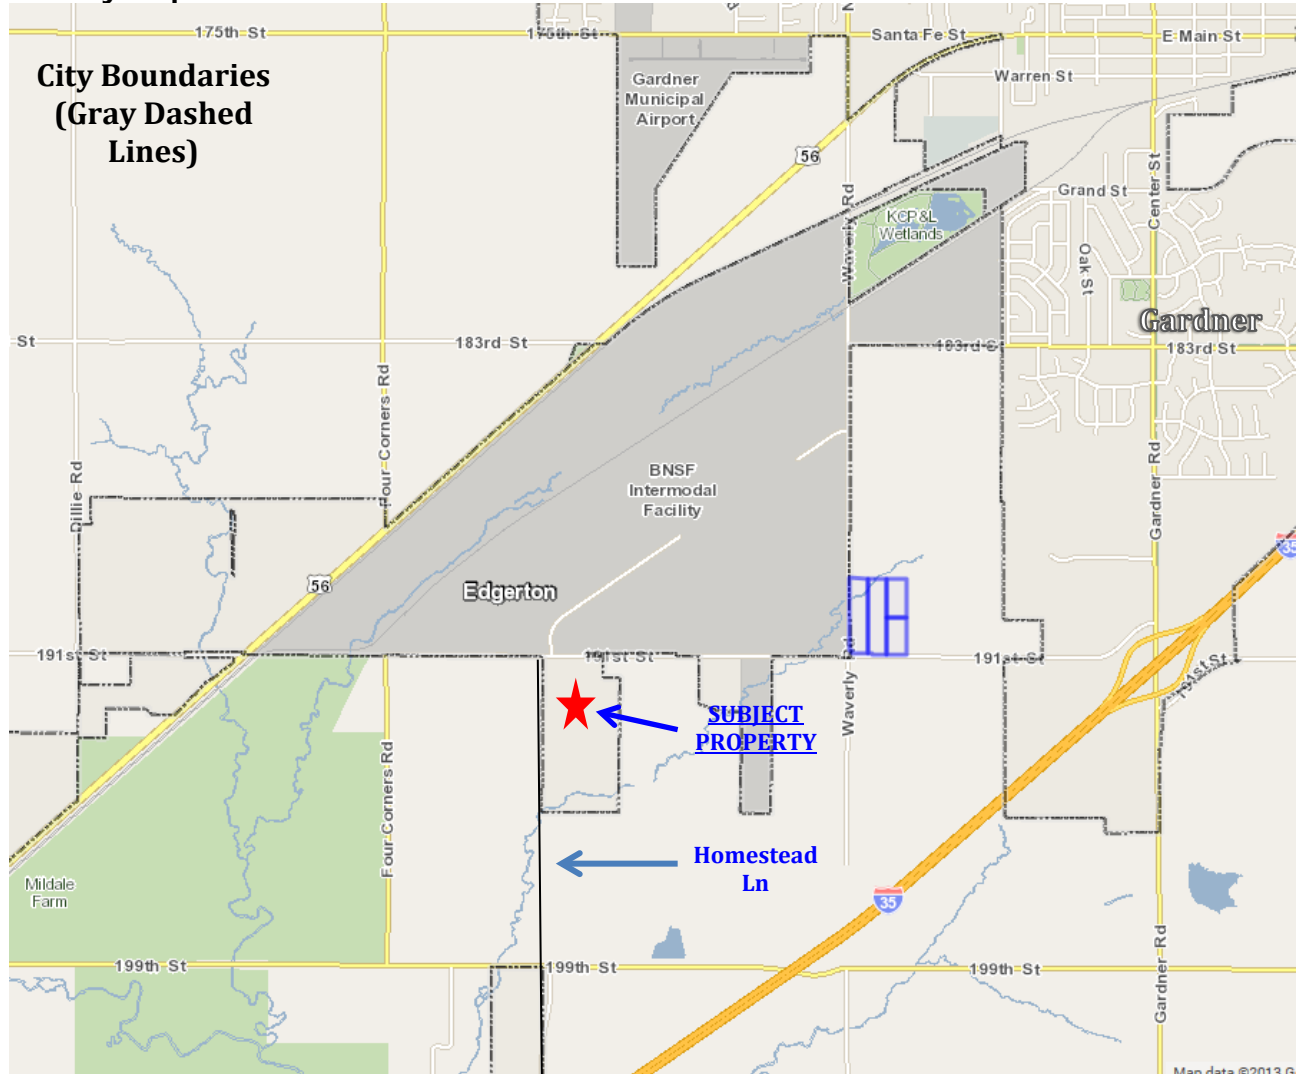 175th St
175th St
Santa Fe St
E Main St
City Boundaries
(Gray Dashed
Lines)
Gardner
Municipal
Airport
Warren St
56
Center St
Grand St
Waverly Rd
KCP&L
Wetlands
Oak St
Gardner
St
183rd St
183rd S
183rd St
Four Corners Rd
Dillie Rd
BNSF
Intermodal
Facility
Gardner Rd
35
56
Edgerton
191st St
191st St
191st St
191st St
Waverly Rd
SUBJECT
PROPERTY
Four Corners Rd
Homestead
Ln
Mildale
Farm
35
Gardner Rd
199th St
199th St
199th St
Map data ©2013 G